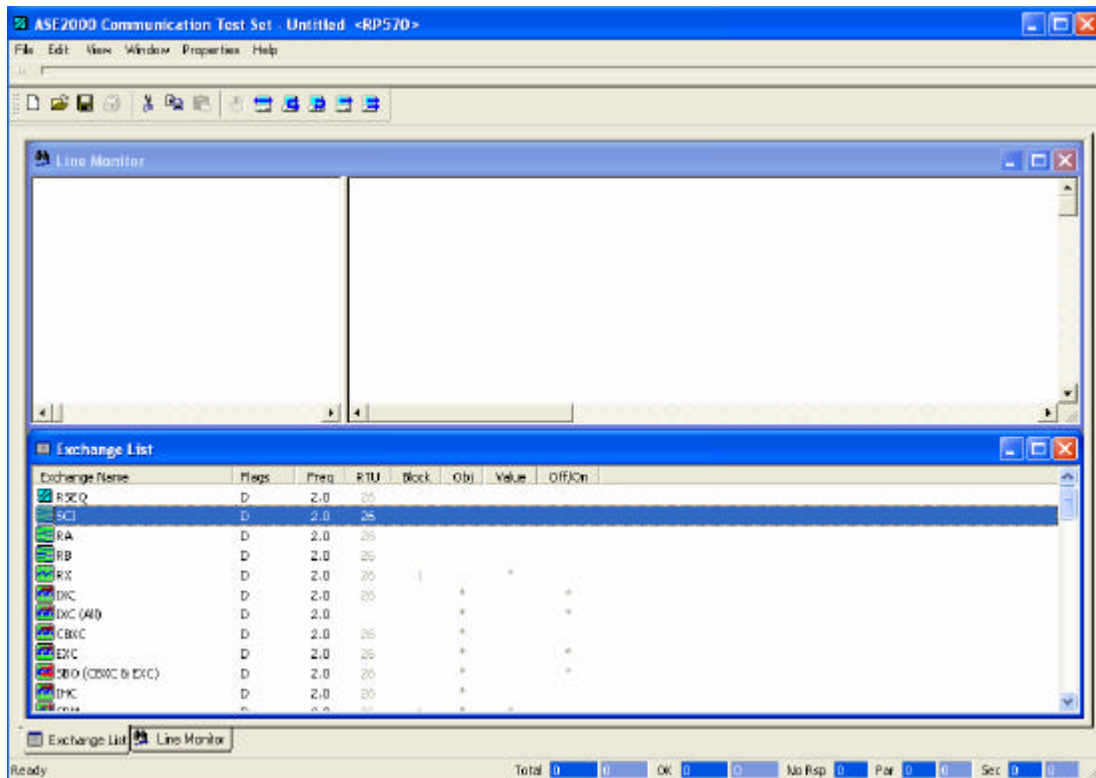 ASE2000 Communication Test Set - Untitled <RP570>
File Edit View Window Properties Help
Line Monitor
Exchange List
Exchange Name Flags Freq RTU Block Obj Value Off/On
RSEQ D 2.0 26
SCI D 2.0 26
RA D 2.0 26
RB D 2.0 26
RX D 2.0 26 *
IXC D 2.0 26 * *
IXC (All) D 2.0 * *
CBXC D 2.0 26 *
EXC D 2.0 26 * *
SBO (CBXC & EXC) D 2.0 26 * *
IHC D 2.0 26 *
Exchange List Line Monitor
Ready Total 0 0 OK 0 0 No Rsp 0 Par 0 0 Sec 0 0